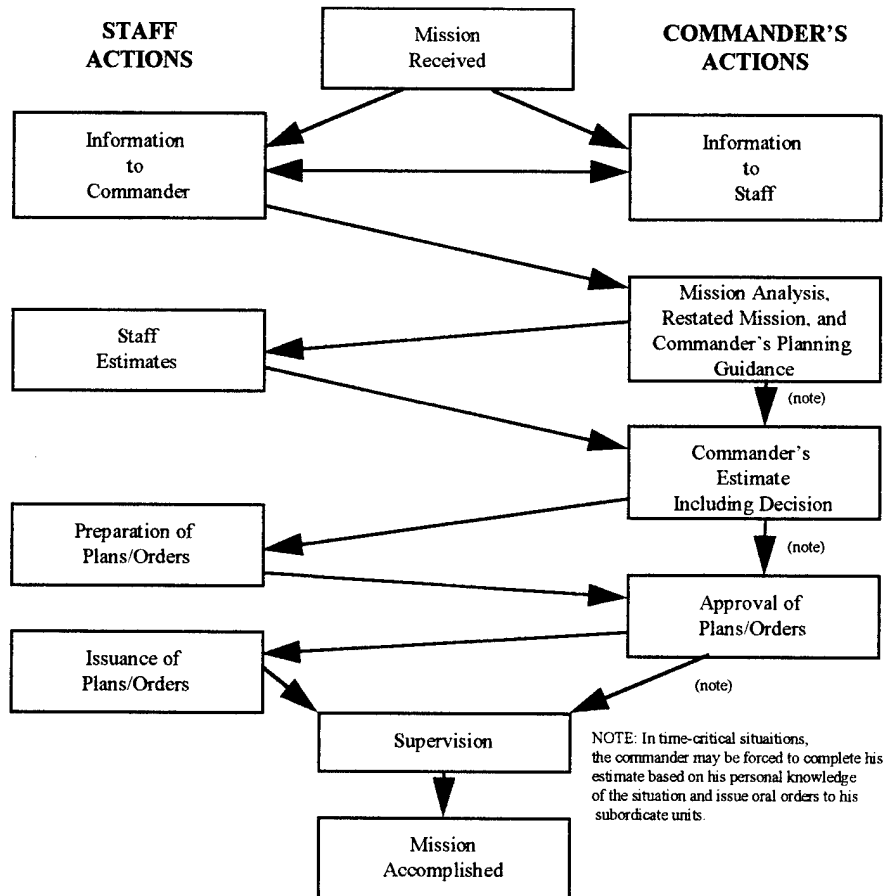 STAFF
ACTIONS
Mission
Received
COMMANDER'S
ACTIONS
Information
to
Commander
Information
to
Staff
Mission Analysis,
Restated Mission, and
Commander's Planning
Guidance
(note)
Staff
Estimates
Commander's
Estimate
Including Decision
(note)
Preparation of
Plans/Orders
Approval of
Plans/Orders
(note)
Issuance of
Plans/Orders
Supervision
NOTE: In time-critical situaitions,
the commander may be forced to complete his
estimate based on his personal knowledge
of the situation and issue oral orders to his
subordicate units.
Mission
Accomplished